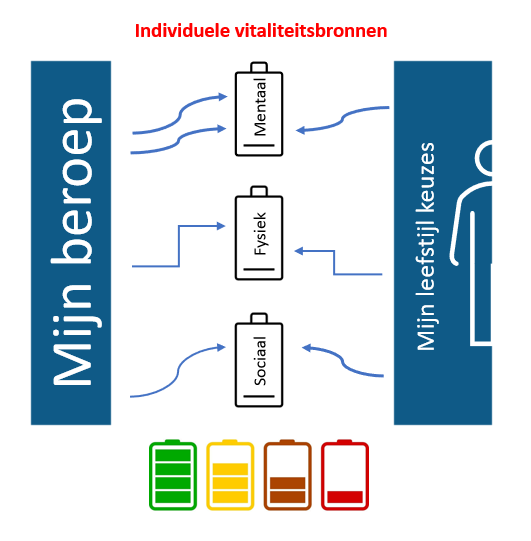 Individuele vitaliteitsbronnen
Mijn beroep
Mentaal
Fysiek
Sociaal
Mijn leefstijl keuzes